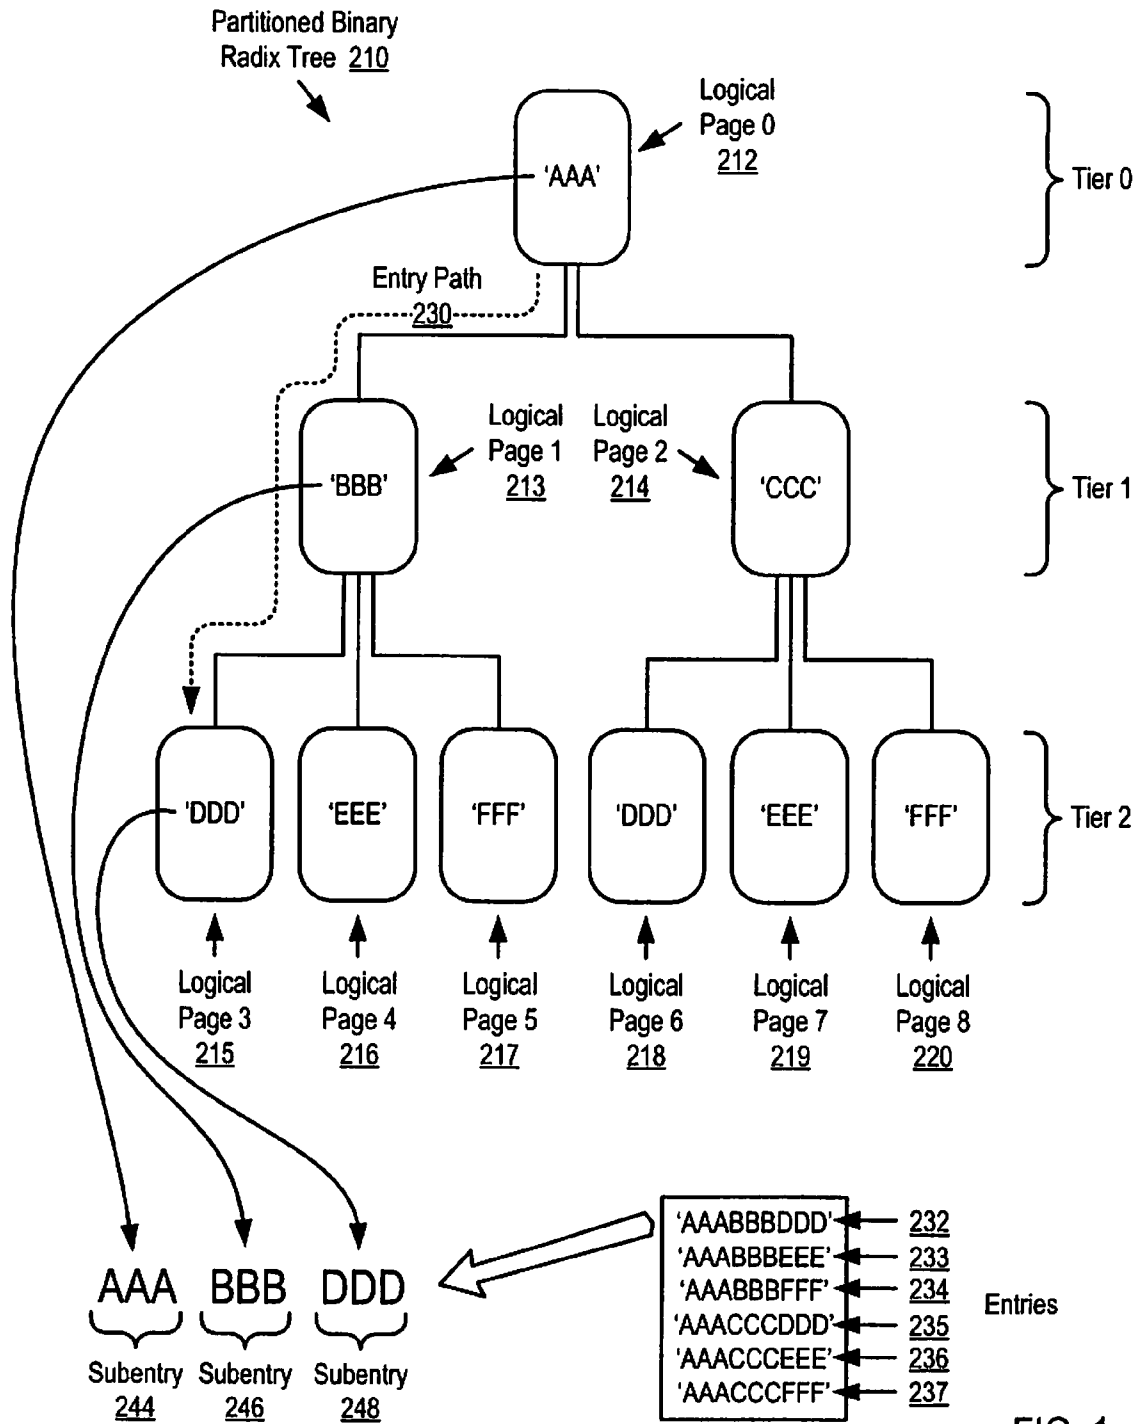 Partitioned Binary
Radix Tree 210
Logical
Page 0
212
'AAA'
Tier 0
Entry Path
230
Logical
Page 1
213
Logical
Page 2
214
'BBB'
'CCC'
Tier 1
'DDD'
'EEE'
'FFF'
'DDD'
'EEE'
'FFF'
Tier 2
Logical
Page 3
215
Logical
Page 4
216
Logical
Page 5
217
Logical
Page 6
218
Logical
Page 7
219
Logical
Page 8
220
'AAABBBDDD' 232
'AAABBBEEE' 233
'AAABBBFFF' 234
'AAACCCDDD' 235
'AAACCCEEE' 236
'AAACCCFFF' 237
Entries
AAA BBB DDD
Subentry
244
Subentry
246
Subentry
248